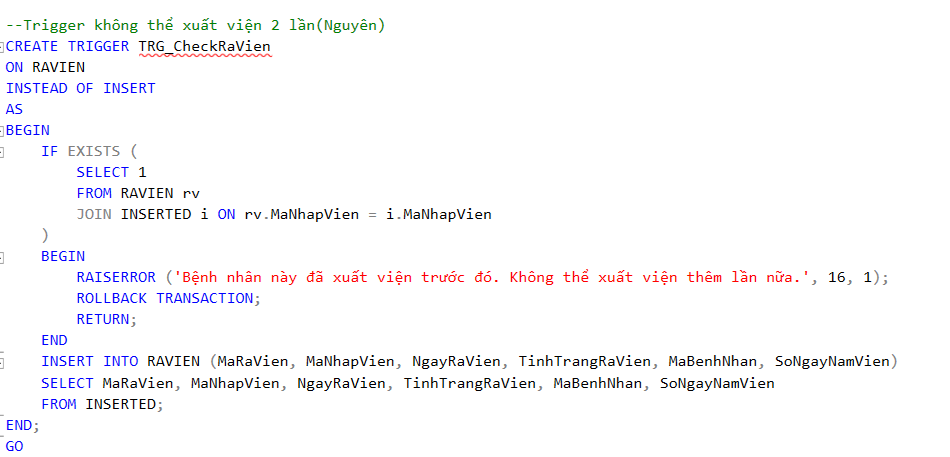 --Trigger không thể xuất viện 2 lần(Nguyên)
CREATE TRIGGER TRG_CheckRaVien
ON RAVIEN
INSTEAD OF INSERT
AS
BEGIN
    IF EXISTS (
        SELECT 1
        FROM RAVIEN rv
        JOIN INSERTED i ON rv.MaNhapVien = i.MaNhapVien
    )
    BEGIN
        RAISERROR ('Bệnh nhân này đã xuất viện trước đó. Không thể xuất viện thêm lần nữa.', 16, 1);
        ROLLBACK TRANSACTION;
        RETURN;
    END
    INSERT INTO RAVIEN (MaRaVien, MaNhapVien, NgayRaVien, TinhTrangRaVien, MaBenhNhan, SoNgayNamVien)
    SELECT MaRaVien, MaNhapVien, NgayRaVien, TinhTrangRaVien, MaBenhNhan, SoNgayNamVien
    FROM INSERTED;
END;
GO